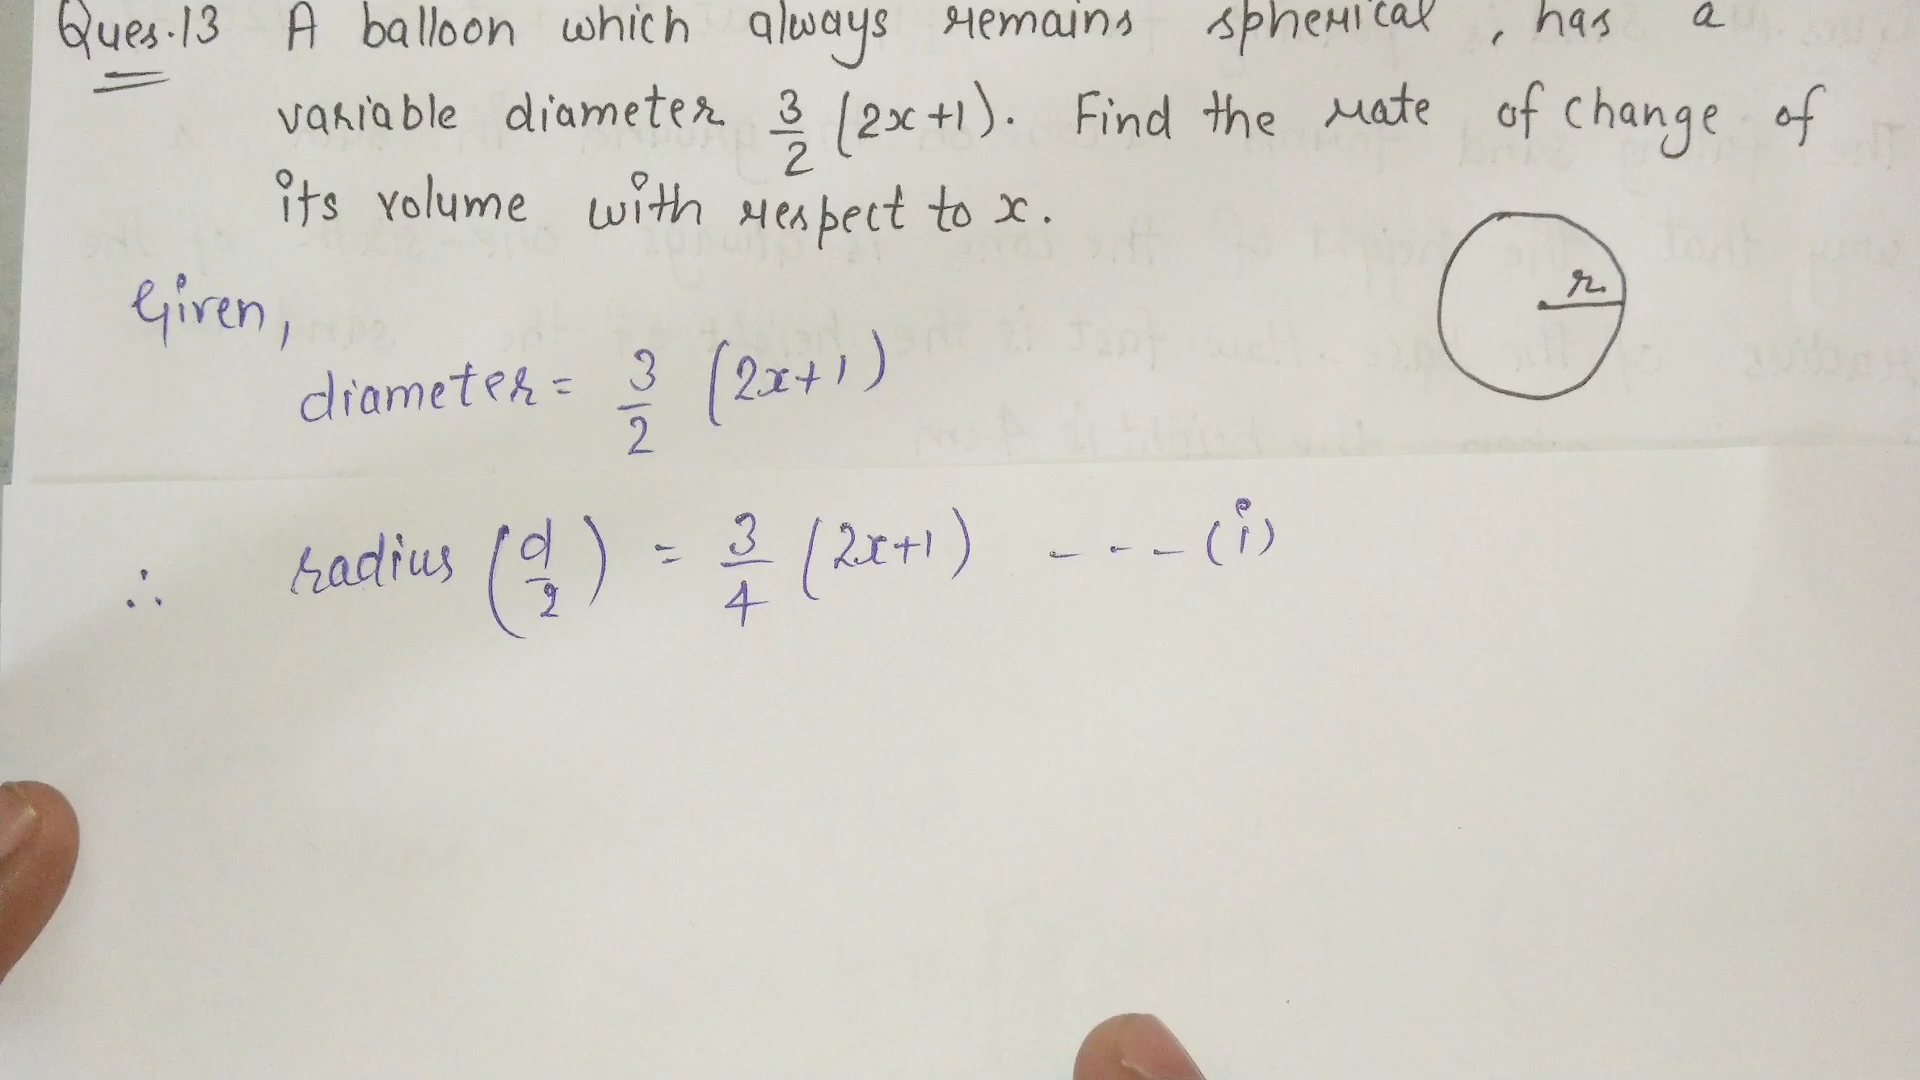 Ques.13 A balloon which always remains spherical, has a
variable diameter 3/2 (2x+1). Find the rate of change of
its volume with respect to x.
r
Given,
diameter = 3/2 (2x+1)
∴ radius (d/2) = 3/4 (2x+1) ---(i)